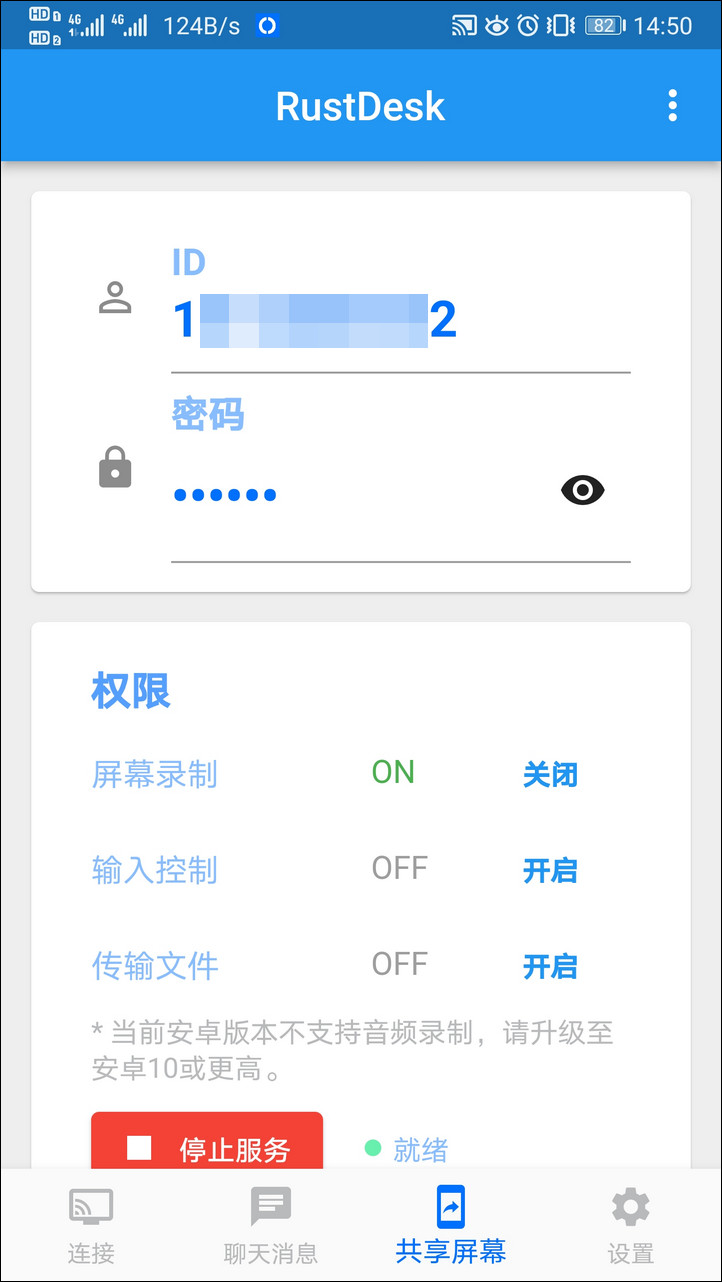 HD 1 4G 4G 124B/s 82 14:50
HD 2
RustDesk
ID
1
2
密码
••••••
权限
屏幕录制 ON 关闭
输入控制 OFF 开启
传输文件 OFF 开启
* 当前安卓版本不支持音频录制，请升级至
安卓10或更高。
停止服务 就绪
连接 聊天消息 共享屏幕 设置